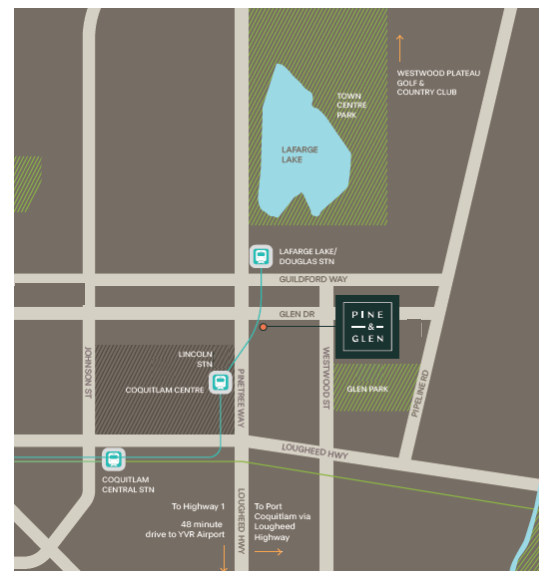 WESTWOOD PLATEAU
GOLF &
COUNTRY CLUB
TOWN
CENTRE
PARK
LAFARGE
LAKE
LAFARGE LAKE/
DOUGLAS STN
GUILDFORD WAY
GLEN DR
PINE
&
GLEN
LINCOLN
STN
COQUITLAM CENTRE
JOHNSON ST
PINETREE WAY
WESTWOOD ST
GLEN PARK
PIPELINE RD
LOUGHEED HWY
COQUITLAM
CENTRAL STN
To Highway 1
48 minute
drive to YVR Airport
LOUGHEED HWY
To Port
Coquitlam via
Lougheed
Highway